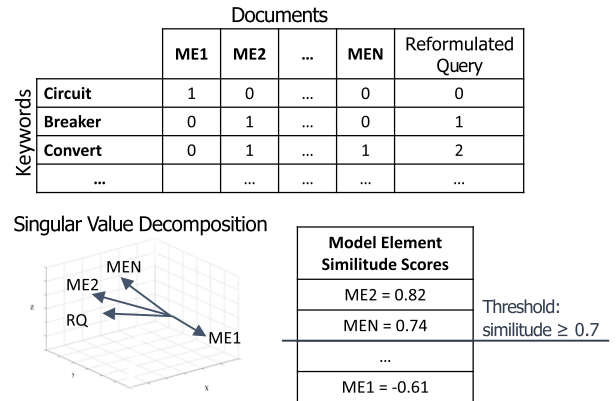 Documents
Keywords
ME1 ME2 ... MEN Reformulated
Query
Circuit 1 0 ... 0 0
Breaker 0 1 ... 0 1
Convert 0 1 ... 1 2
... ... ... ... ...
Singular Value Decomposition
MEN
ME2
RQ
ME1
z
y
x
Model Element
Similitude Scores
ME2 = 0.82
MEN = 0.74
...
ME1 = -0.61
Threshold:
similitude ≥ 0.7